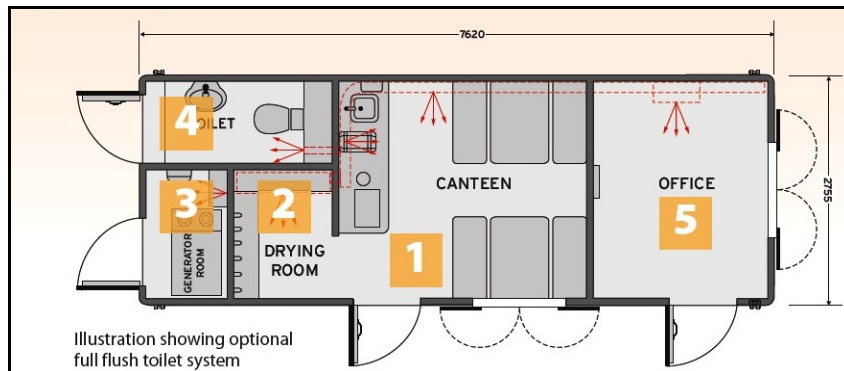 7620
4
TOILET
3
2
CANTEEN
OFFICE
2755
5
GENERATOR
ROOM
DRYING
ROOM
1
Illustration showing optional
full flush toilet system